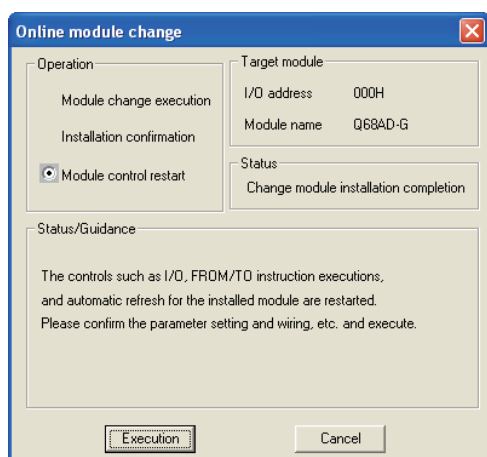 Online module change
Operation
Module change execution
Installation confirmation
Module control restart
Target module
I/O address 000H
Module name Q68AD-G
Status
Change module installation completion
Status/Guidance
The controls such as I/O, FROM/TO instruction executions,
and automatic refresh for the installed module are restarted.
Please confirm the parameter setting and wiring, etc. and execute.
Execution
Cancel